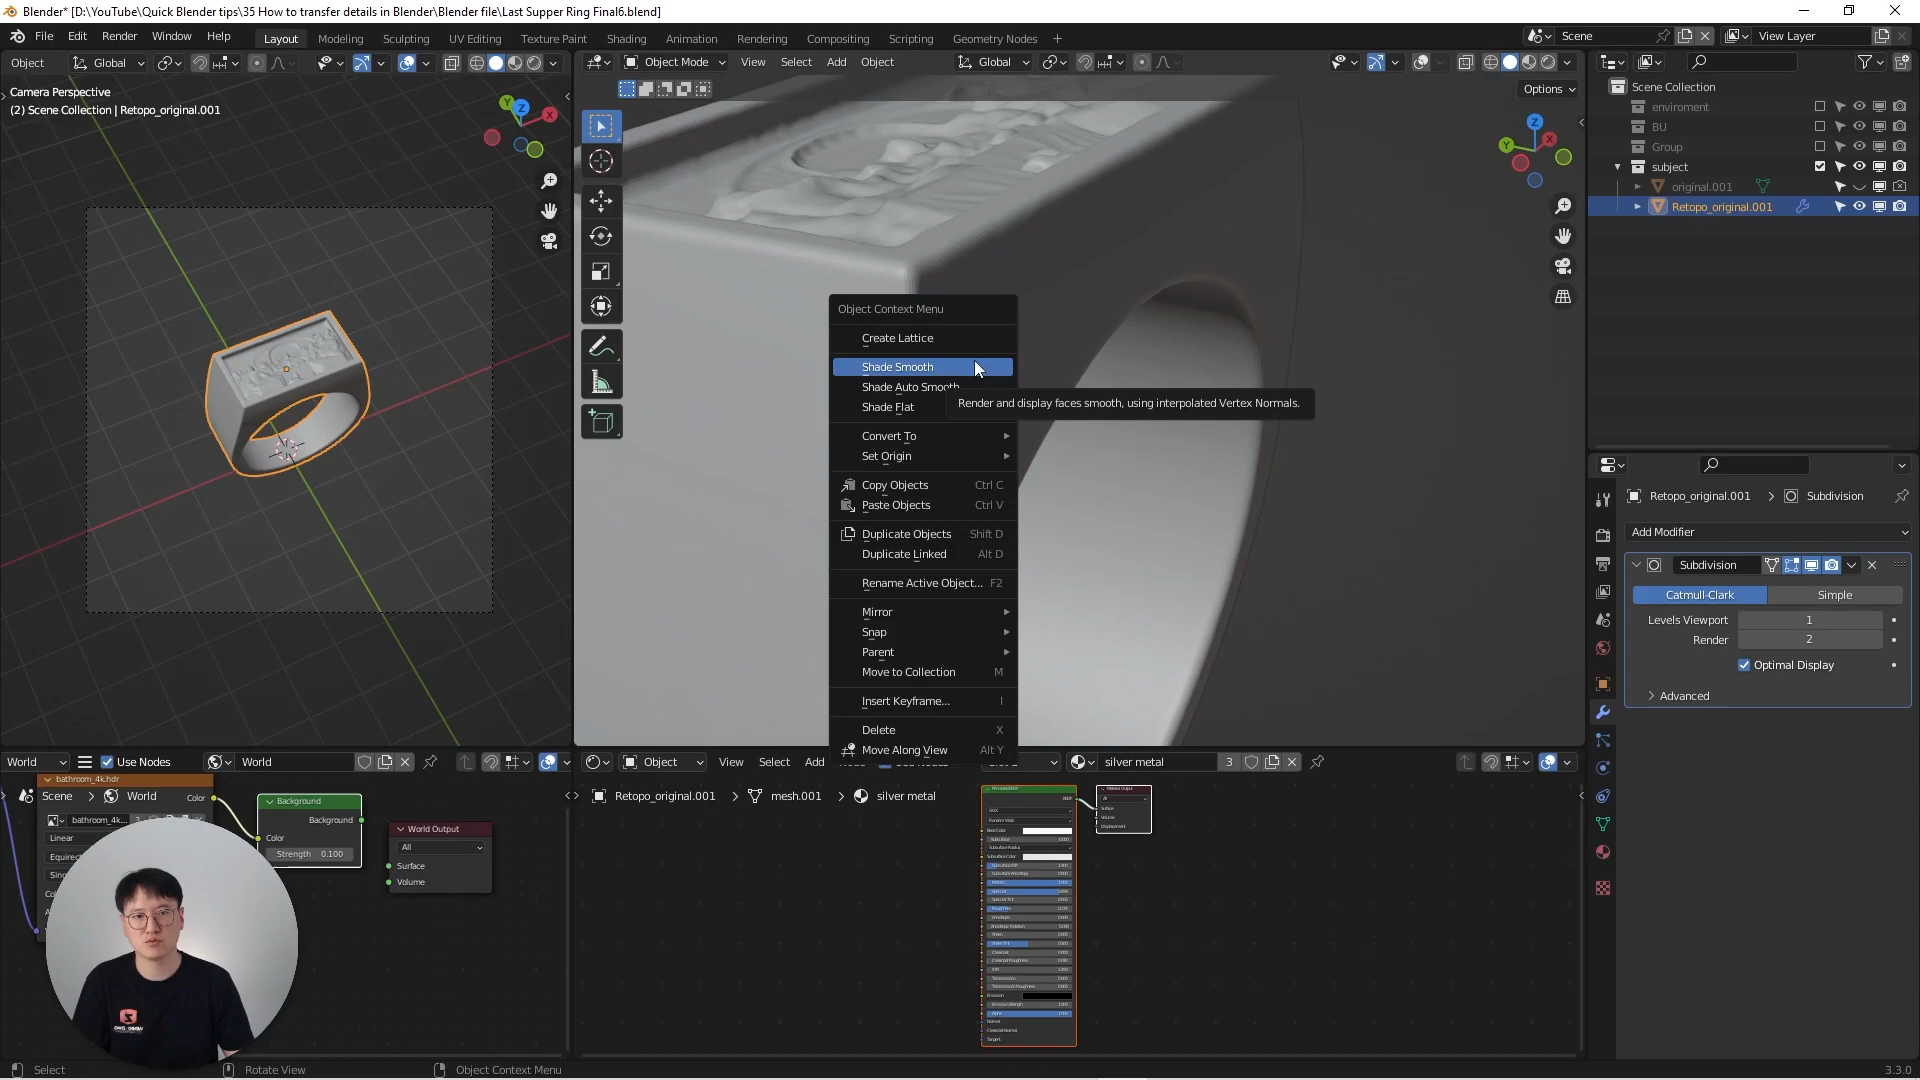 Blender* [D:\YouTube\Quick Blender tips\35 How to transfer details in Blender\Blender file\Last Supper Ring Final6.blend]
File Edit Render Window Help
Layout Modeling Sculpting UV Editing Texture Paint Shading Animation Rendering Compositing Scripting Geometry Nodes
Scene
View Layer
Object Global
Object Mode View Select Add Object Global
Options
Camera Perspective
(2) Scene Collection | Retopo_original.001
Y Z X
Z X Y
Scene Collection
enviroment
BU
Group
subject
original.001
Retopo_original.001
Object Context Menu
Create Lattice
Shade Smooth
Shade Auto Smooth
Shade Flat
Render and display faces smooth, using interpolated Vertex Normals.
Convert To
Set Origin
Copy Objects Ctrl C
Paste Objects Ctrl V
Duplicate Objects Shift D
Duplicate Linked Alt D
Rename Active Object... F2
Mirror
Snap
Parent
Move to Collection M
Insert Keyframe... I
Delete X
Move Along View Alt Y
Retopo_original.001 Subdivision
Add Modifier
Subdivision
Catmull-Clark Simple
Levels Viewport 1
Render 2
Optimal Display
Advanced
World Use Nodes World
Object View Select Add silver metal 3
bathroom_4k.hdr
Scene World Color
bathroom_4k...
Linear
Background
Background
Color
Strength 0.100
World Output
All
Surface
Volume
Retopo_original.001 mesh.001 silver metal
Select Rotate View Object Context Menu 3.3.0